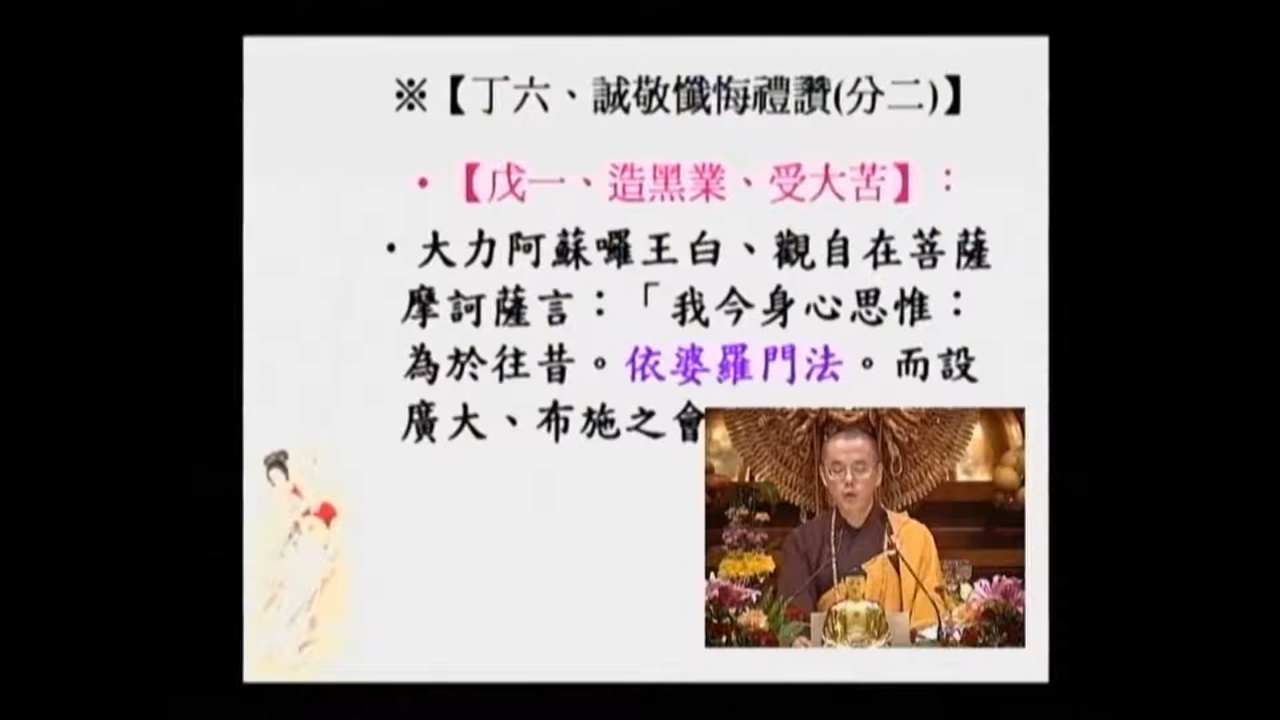 ※【丁六、誠敬懺悔禮讚(分二)】
•【戊一、造黑業、受大苦】：
•大力阿蘇囉王白、觀自在菩薩
摩訶薩言：「我今身心思惟：
為於往昔。依婆羅門法。而設
廣大、布施之會